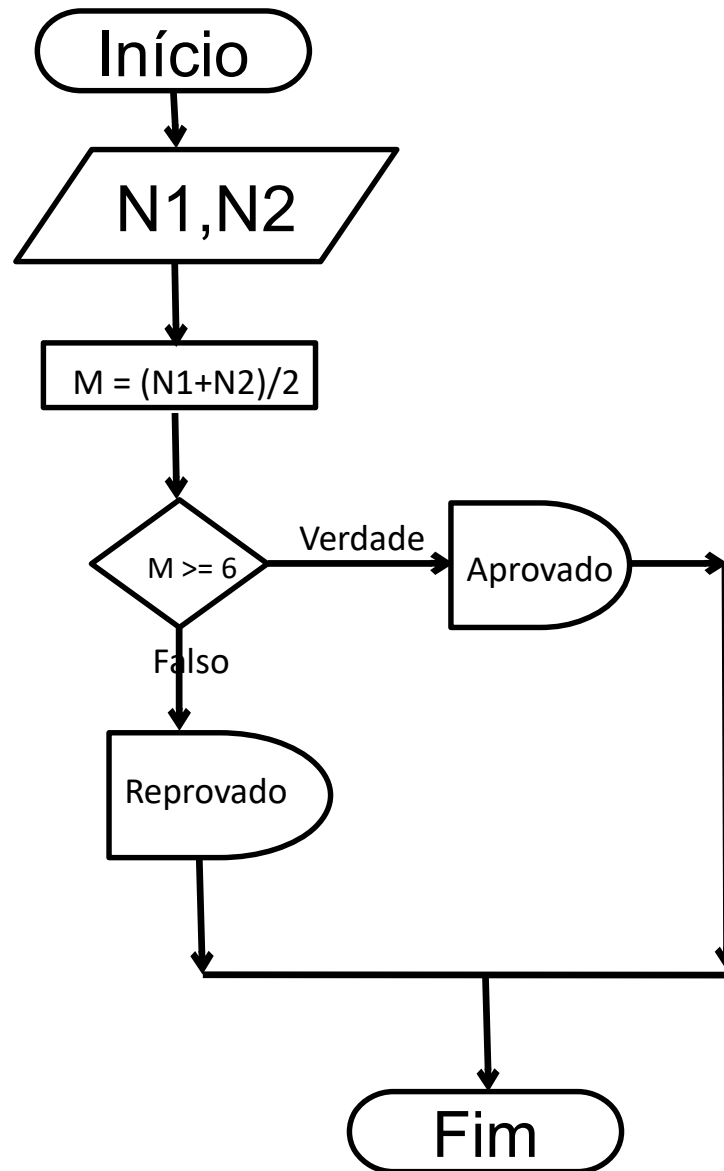 Início
N1,N2
M = (N1+N2)/2
M >= 6
Verdade
Aprovado
Falso
Reprovado
Fim